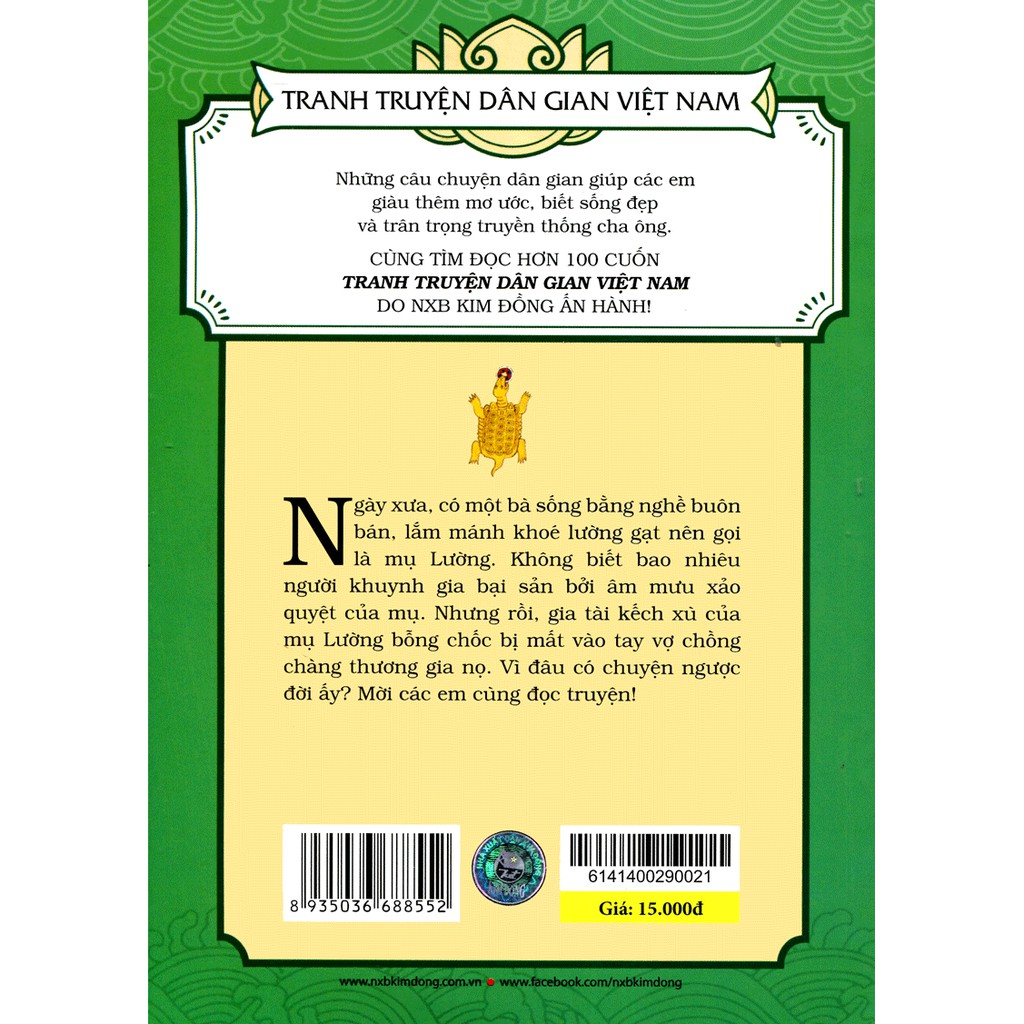 TRANH TRUYỆN DÂN GIAN VIỆT NAM
Những câu chuyện dân gian giúp các em
giàu thêm mơ ước, biết sống đẹp
và trân trọng truyền thống cha ông.
CÙNG TÌM ĐỌC HƠN 100 CUỐN
TRANH TRUYỆN DÂN GIAN VIỆT NAM
DO NXB KIM ĐỒNG ẤN HÀNH!
Ngày xưa, có một bà sống bằng nghề buôn
bán, lắm mánh khoé lường gạt nên gọi
là mụ Lường. Không biết bao nhiêu
người khuynh gia bại sản bởi âm mưu xảo
quyệt của mụ. Nhưng rồi, gia tài kếch xù của
mụ Lường bỗng chốc bị mất vào tay vợ chồng
chàng thương gia nọ. Vì đâu có chuyện ngược
đời ấy? Mời các em cùng đọc truyện!
8 935036 688552
6141400290021
Giá: 15.000đ
www.nxbkimdong.com.vn • www.facebook.com/nxbkimdong